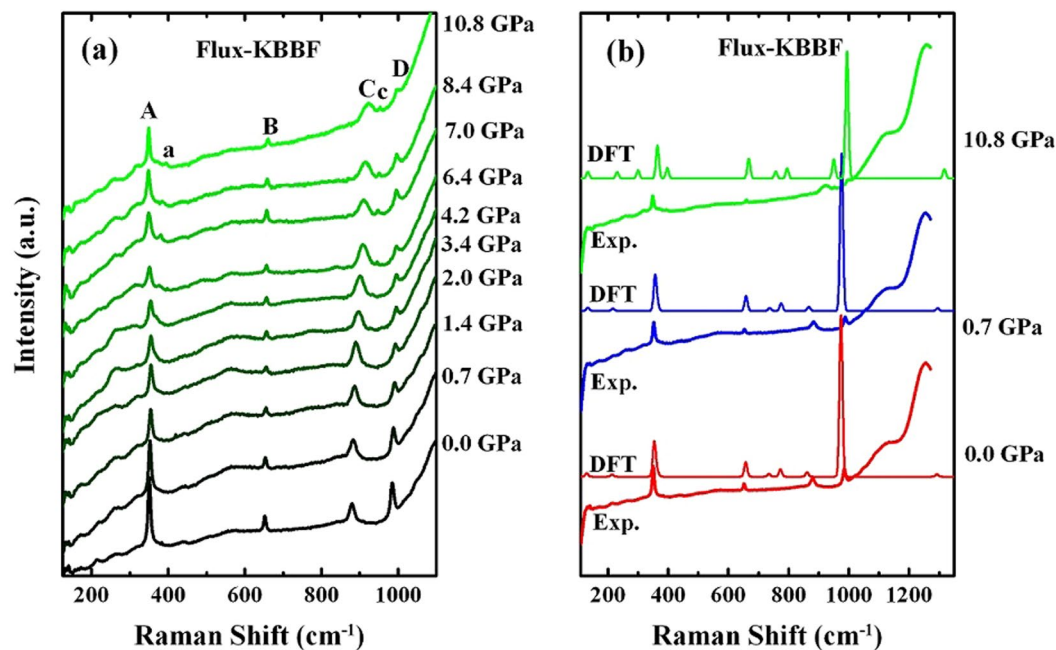 (a)
Flux-KBBF
A
a
B
C
c
D
10.8 GPa
8.4 GPa
7.0 GPa
6.4 GPa
4.2 GPa
3.4 GPa
2.0 GPa
1.4 GPa
0.7 GPa
0.0 GPa
Intensity (a.u.)
200 400 600 800 1000
Raman Shift (cm⁻¹)
(b)
Flux-KBBF
DFT
Exp.
10.8 GPa
DFT
Exp.
0.7 GPa
DFT
Exp.
0.0 GPa
200 400 600 800 1000 1200
Raman Shift (cm⁻¹)